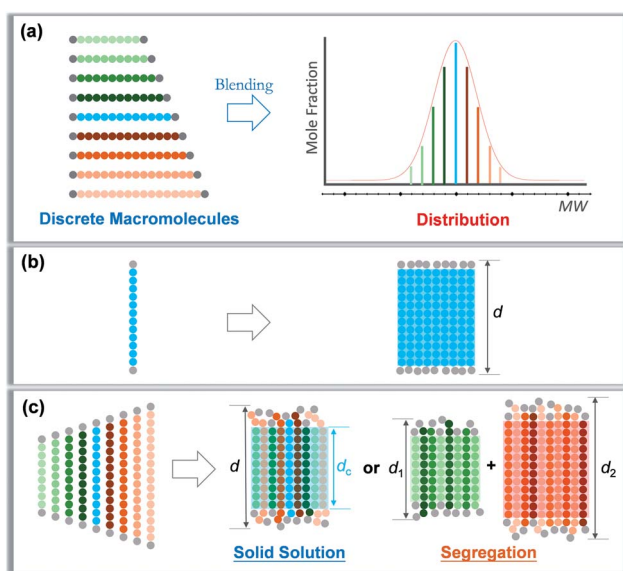 (a)
Blending
Discrete Macromolecules
Mole Fraction
MW
Distribution
(b)
d
(c)
d
dc
or
d1
+
d2
Solid Solution
Segregation